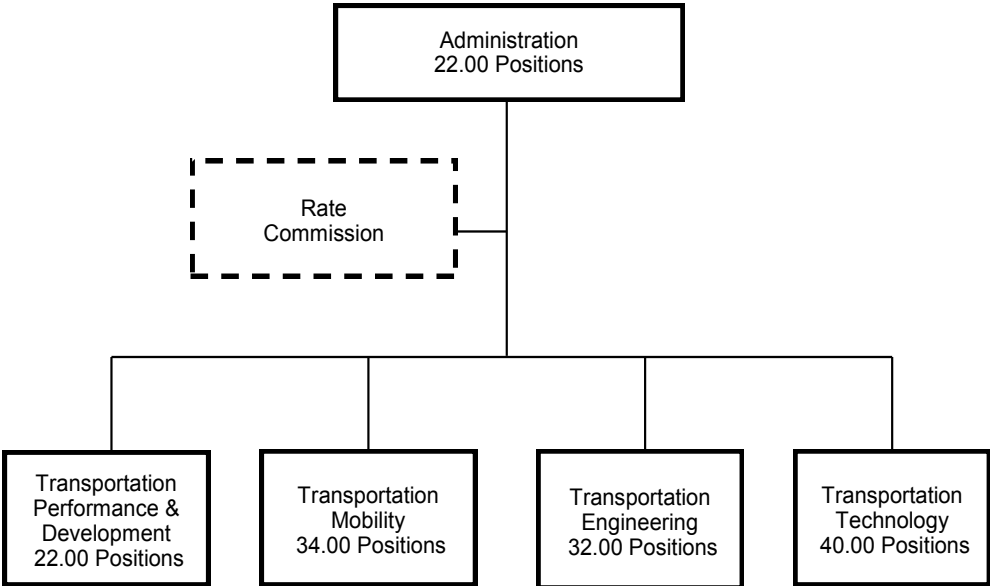 Administration
22.00 Positions
Rate
Commission
Transportation
Performance &
Development
22.00 Positions
Transportation
Mobility
34.00 Positions
Transportation
Engineering
32.00 Positions
Transportation
Technology
40.00 Positions